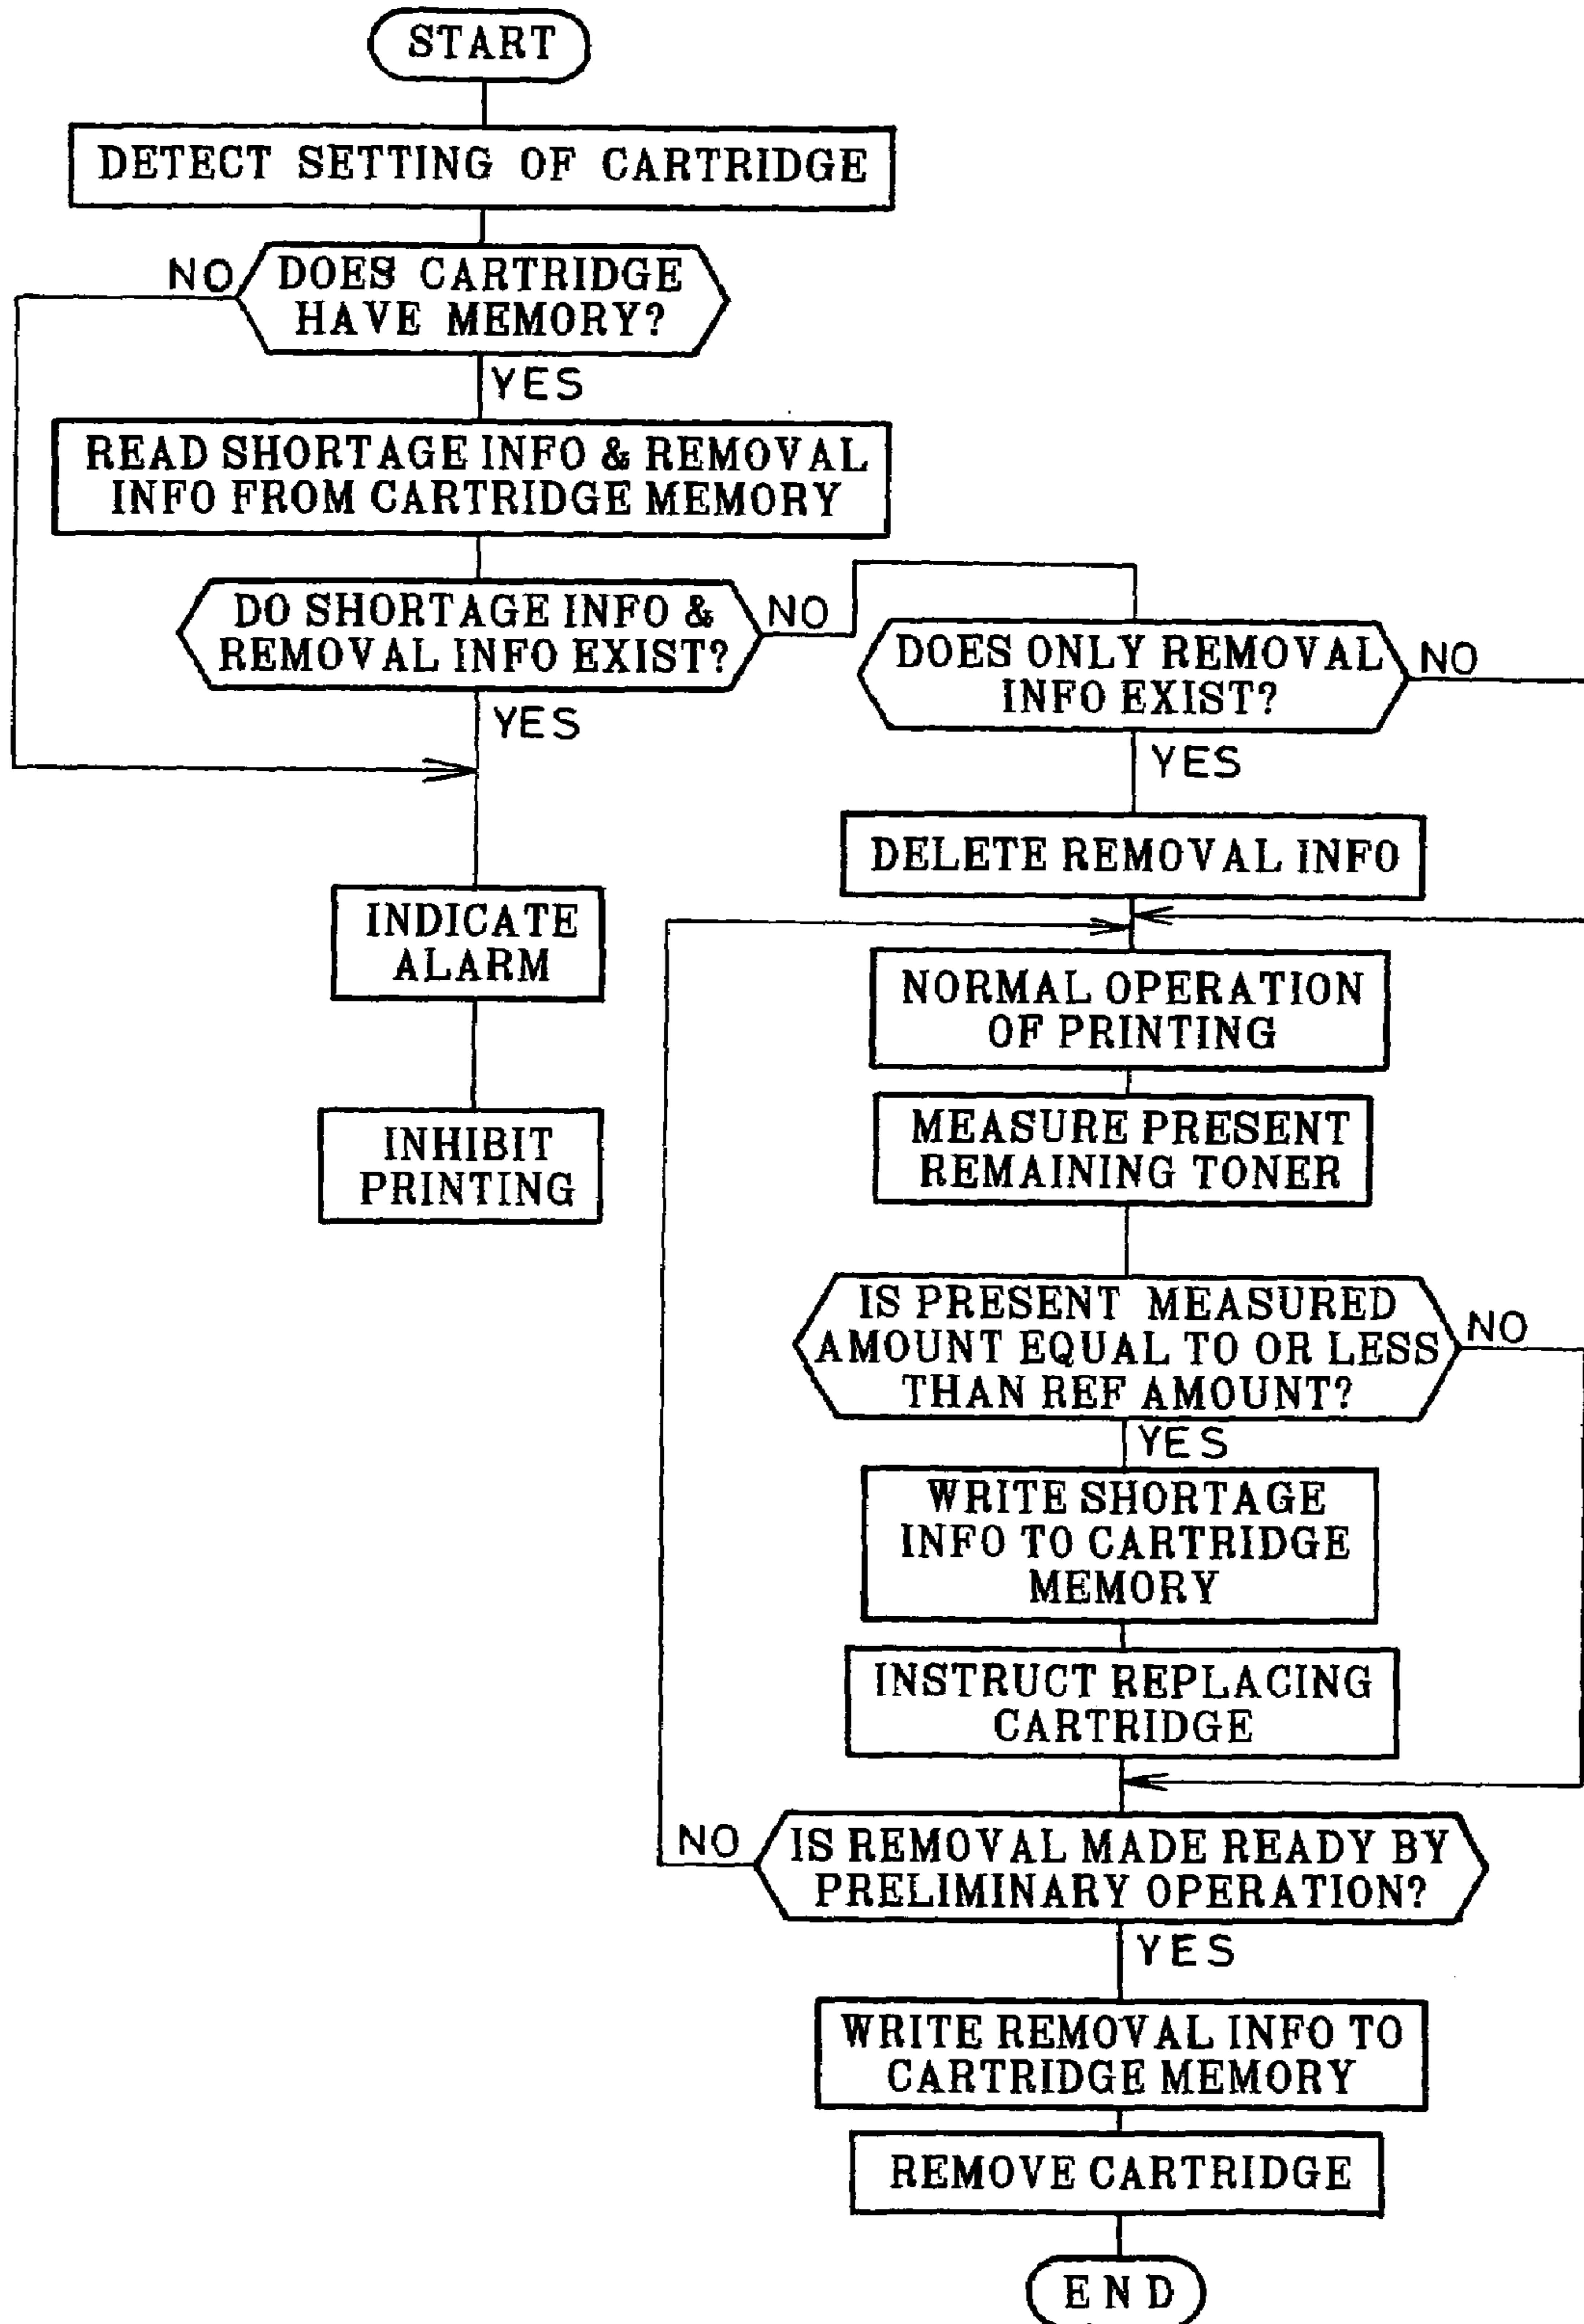 START
DETECT SETTING OF CARTRIDGE
NO
DOES CARTRIDGE
HAVE MEMORY?
YES
READ SHORTAGE INFO & REMOVAL
INFO FROM CARTRIDGE MEMORY
DO SHORTAGE INFO &
REMOVAL INFO EXIST?
NO
YES
INDICATE
ALARM
INHIBIT
PRINTING
DOES ONLY REMOVAL
INFO EXIST?
NO
YES
DELETE REMOVAL INFO
NORMAL OPERATION
OF PRINTING
MEASURE PRESENT
REMAINING TONER
IS PRESENT MEASURED
AMOUNT EQUAL TO OR LESS
THAN REF AMOUNT?
NO
YES
WRITE SHORTAGE
INFO TO CARTRIDGE
MEMORY
INSTRUCT REPLACING
CARTRIDGE
NO
IS REMOVAL MADE READY BY
PRELIMINARY OPERATION?
YES
WRITE REMOVAL INFO TO
CARTRIDGE MEMORY
REMOVE CARTRIDGE
END